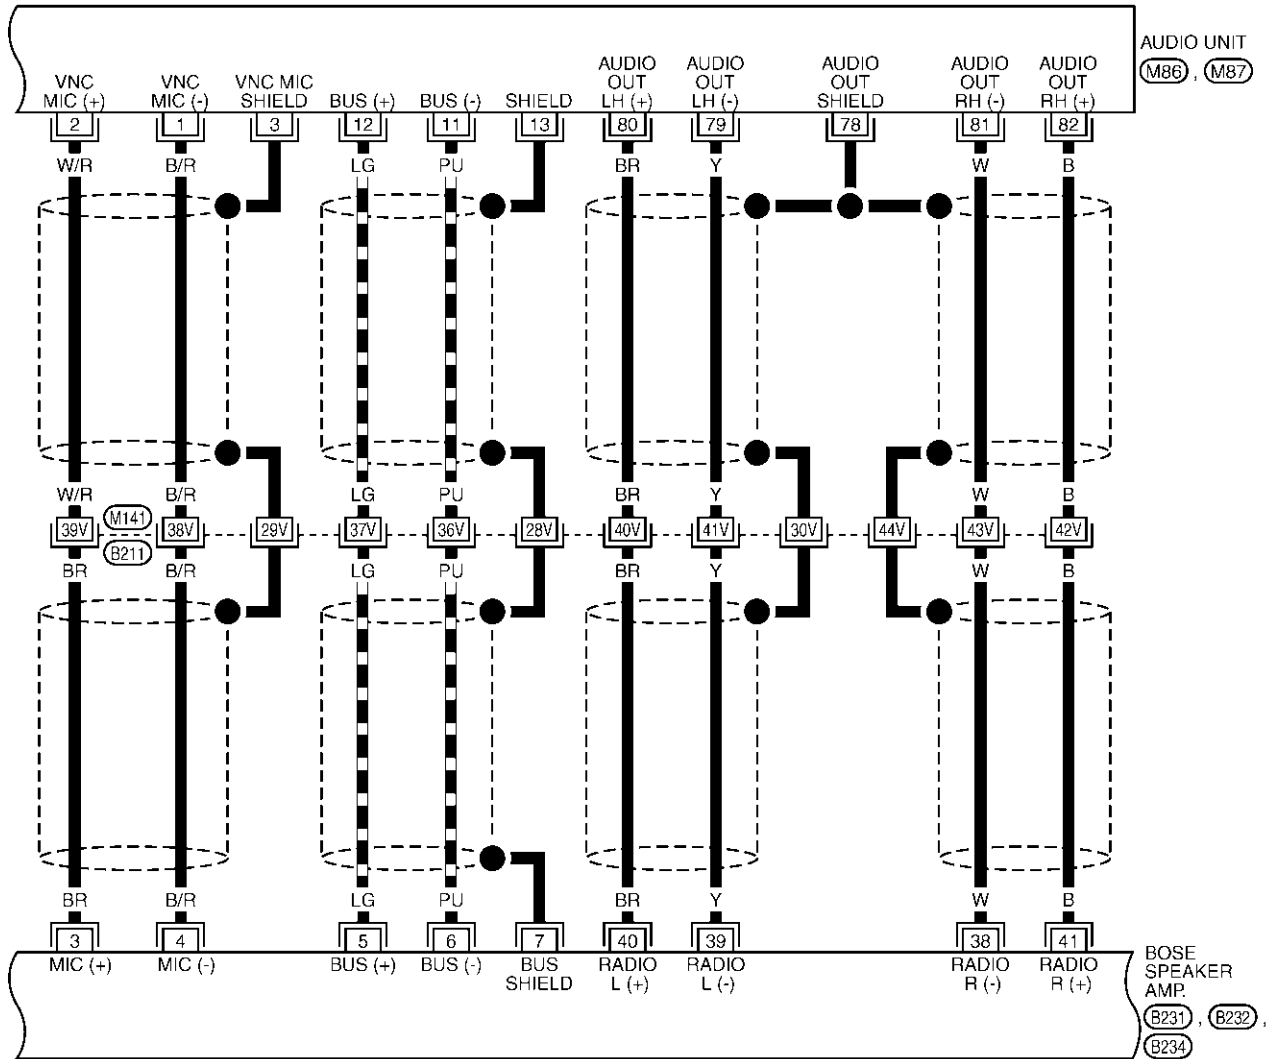 AUDIO UNIT
M86 , M87
VNC MIC (+)
VNC MIC (-)
VNC MIC SHIELD
BUS (+)
BUS (-)
SHIELD
AUDIO OUT LH (+)
AUDIO OUT LH (-)
AUDIO OUT SHIELD
AUDIO OUT RH (-)
AUDIO OUT RH (+)
2 1 3 12 11 13 80 79 78 81 82
W/R B/R LG PU BR Y W B
W/R B/R LG PU BR Y W B
M141
39V 38V 29V 37V 36V 28V 40V 41V 30V 44V 43V 42V
B211
BR B/R LG PU BR Y W B
BR B/R LG PU BR Y W B
3 4 5 6 7 40 39 38 41
MIC (+)
MIC (-)
BUS (+)
BUS (-)
BUS SHIELD
RADIO L (+)
RADIO L (-)
RADIO R (-)
RADIO R (+)
BOSE
SPEAKER
AMP.
B231 , B232 ,
B234